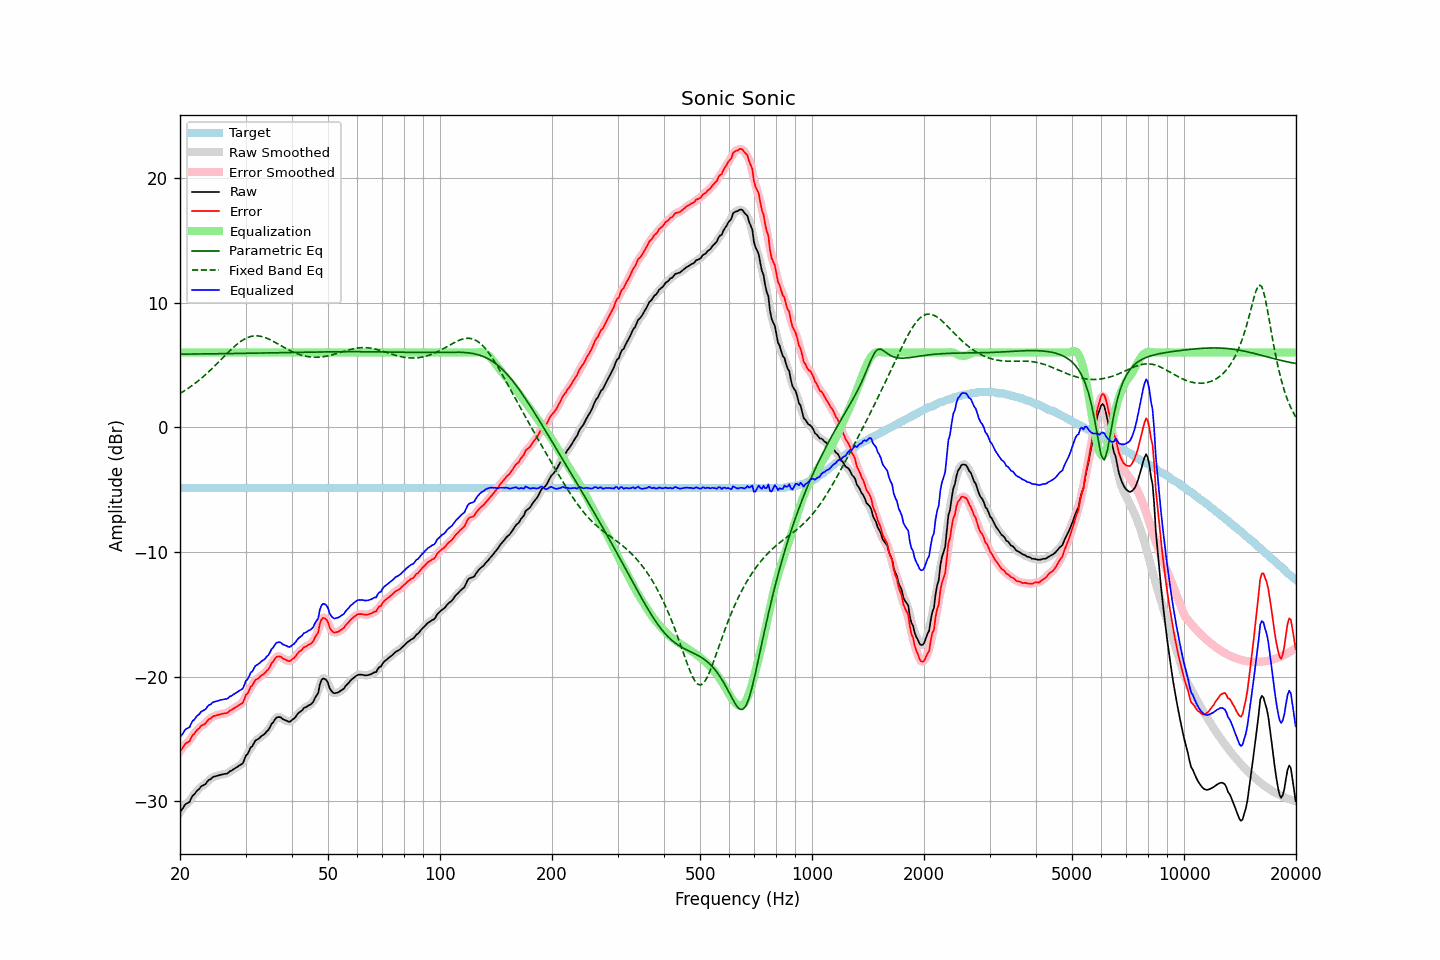 Sonic Sonic
Target
Raw Smoothed
Error Smoothed
Raw
Error
Equalization
Parametric Eq
Fixed Band Eq
Equalized
Amplitude (dBr)
20
10
0
−10
−20
−30
20
50
100
200
500
1000
2000
5000
10000
20000
Frequency (Hz)